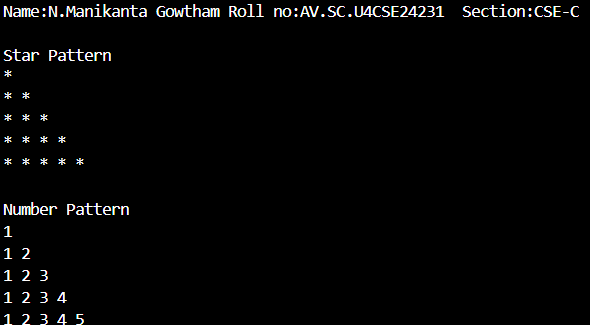 Name:N.Manikanta Gowtham Roll no:AV.SC.U4CSE24231  Section:CSE-C
Star Pattern
*
* *
* * *
* * * *
* * * * *
Number Pattern
1
1 2
1 2 3
1 2 3 4
1 2 3 4 5